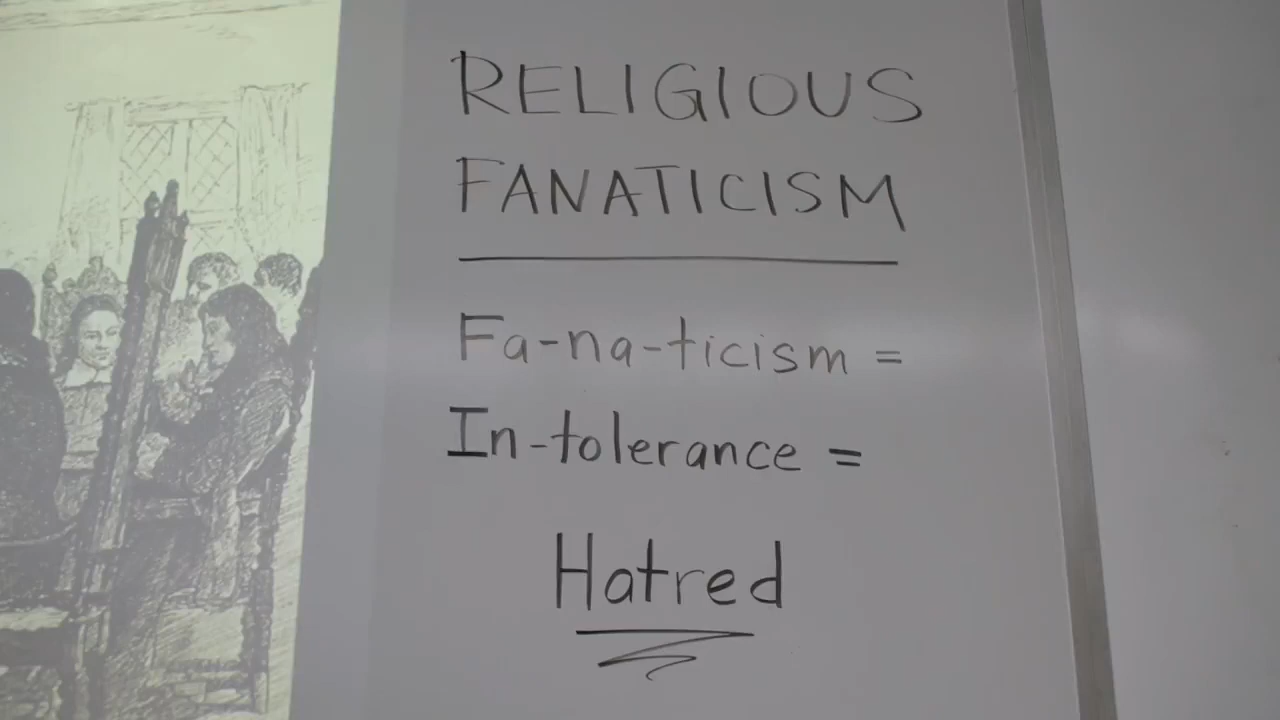 RELIGIOUS
FANATICISM
Fa-na-ticism =
In-tolerance =
Hatred